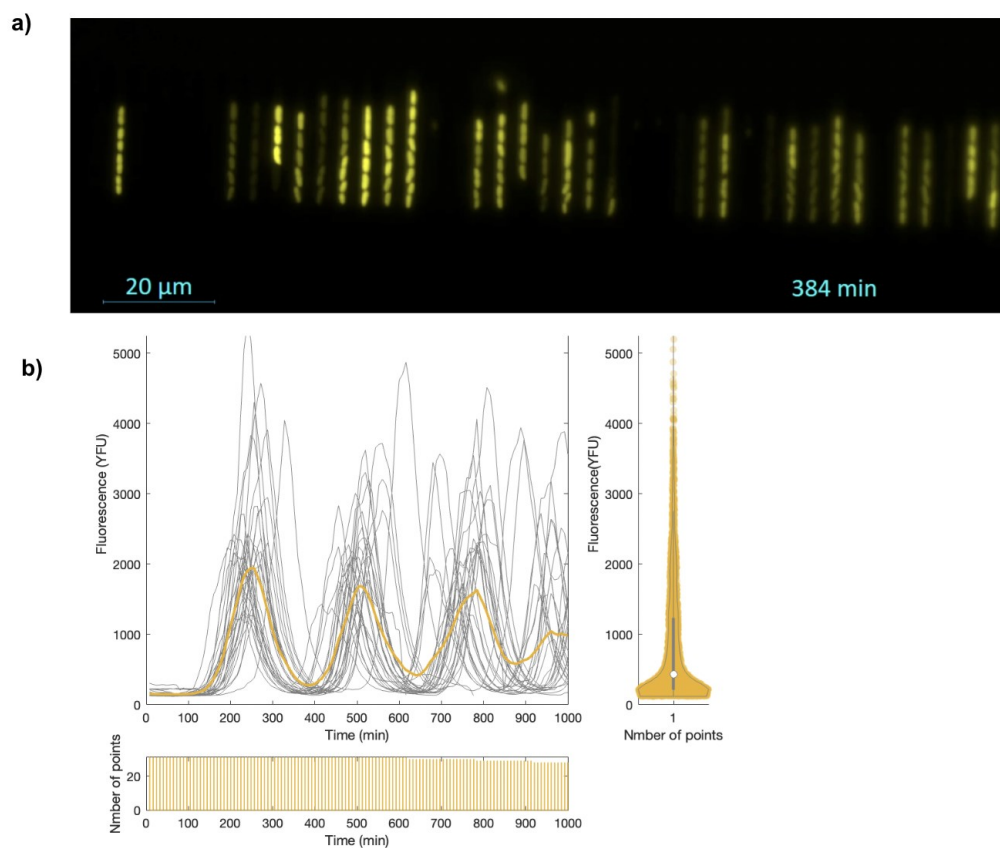 a)
20 µm
384 min
b)
5000
4000
3000
2000
1000
0
Fluorescence (YFU)
0 100 200 300 400 500 600 700 800 900 1000
Time (min)
5000
4000
3000
2000
1000
0
Fluorescence(YFU)
1
Nmber of points
20
0
Nmber of points
0 100 200 300 400 500 600 700 800 900 1000
Time (min)